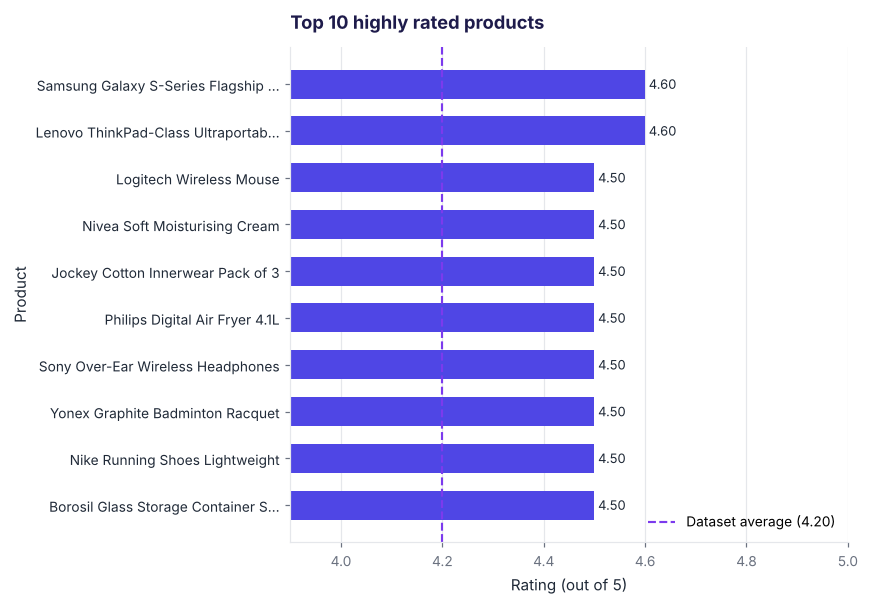 Top 10 highly rated products
Samsung Galaxy S-Series Flagship ...
4.60
Lenovo ThinkPad-Class Ultraportab...
4.60
Logitech Wireless Mouse
4.50
Nivea Soft Moisturising Cream
4.50
Jockey Cotton Innerwear Pack of 3
4.50
Philips Digital Air Fryer 4.1L
4.50
Sony Over-Ear Wireless Headphones
4.50
Yonex Graphite Badminton Racquet
4.50
Nike Running Shoes Lightweight
4.50
Borosil Glass Storage Container S...
4.50
Product
Dataset average (4.20)
4.0 4.2 4.4 4.6 4.8 5.0
Rating (out of 5)